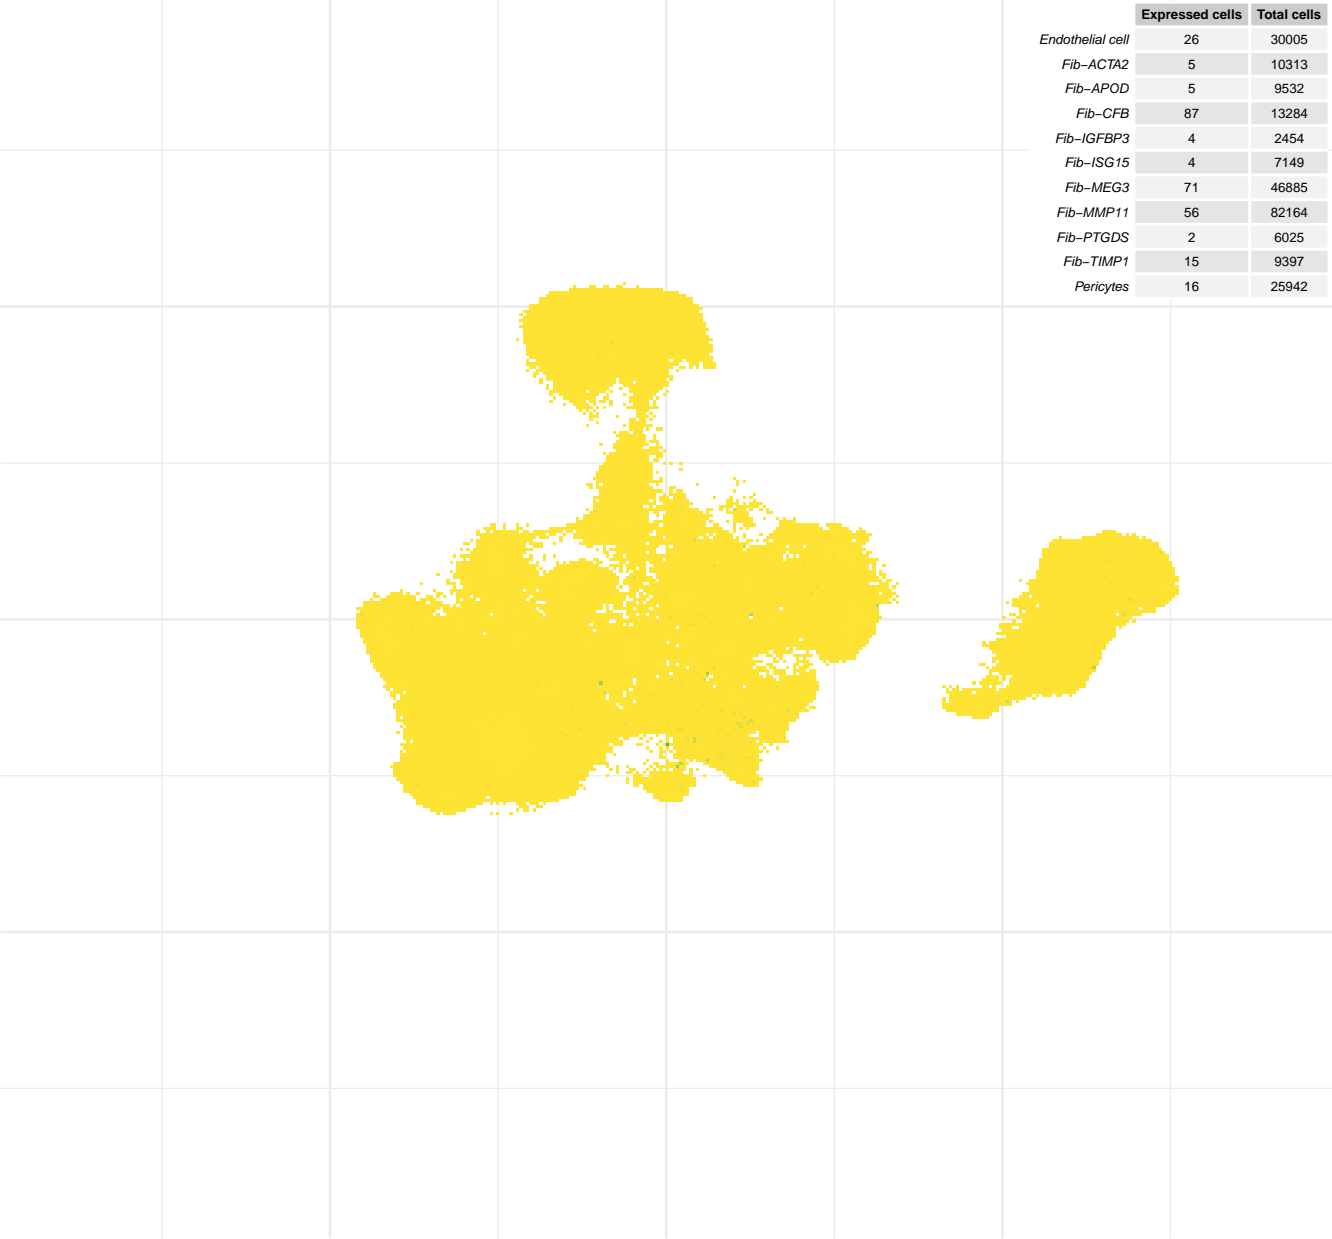 Expressed cells Total cells
Endothelial cell 26 30005
Fib−ACTA2 5 10313
Fib−APOD 5 9532
Fib−CFB 87 13284
Fib−IGFBP3 4 2454
Fib−ISG15 4 7149
Fib−MEG3 71 46885
Fib−MMP11 56 82164
Fib−PTGDS 2 6025
Fib−TIMP1 15 9397
Pericytes 16 25942